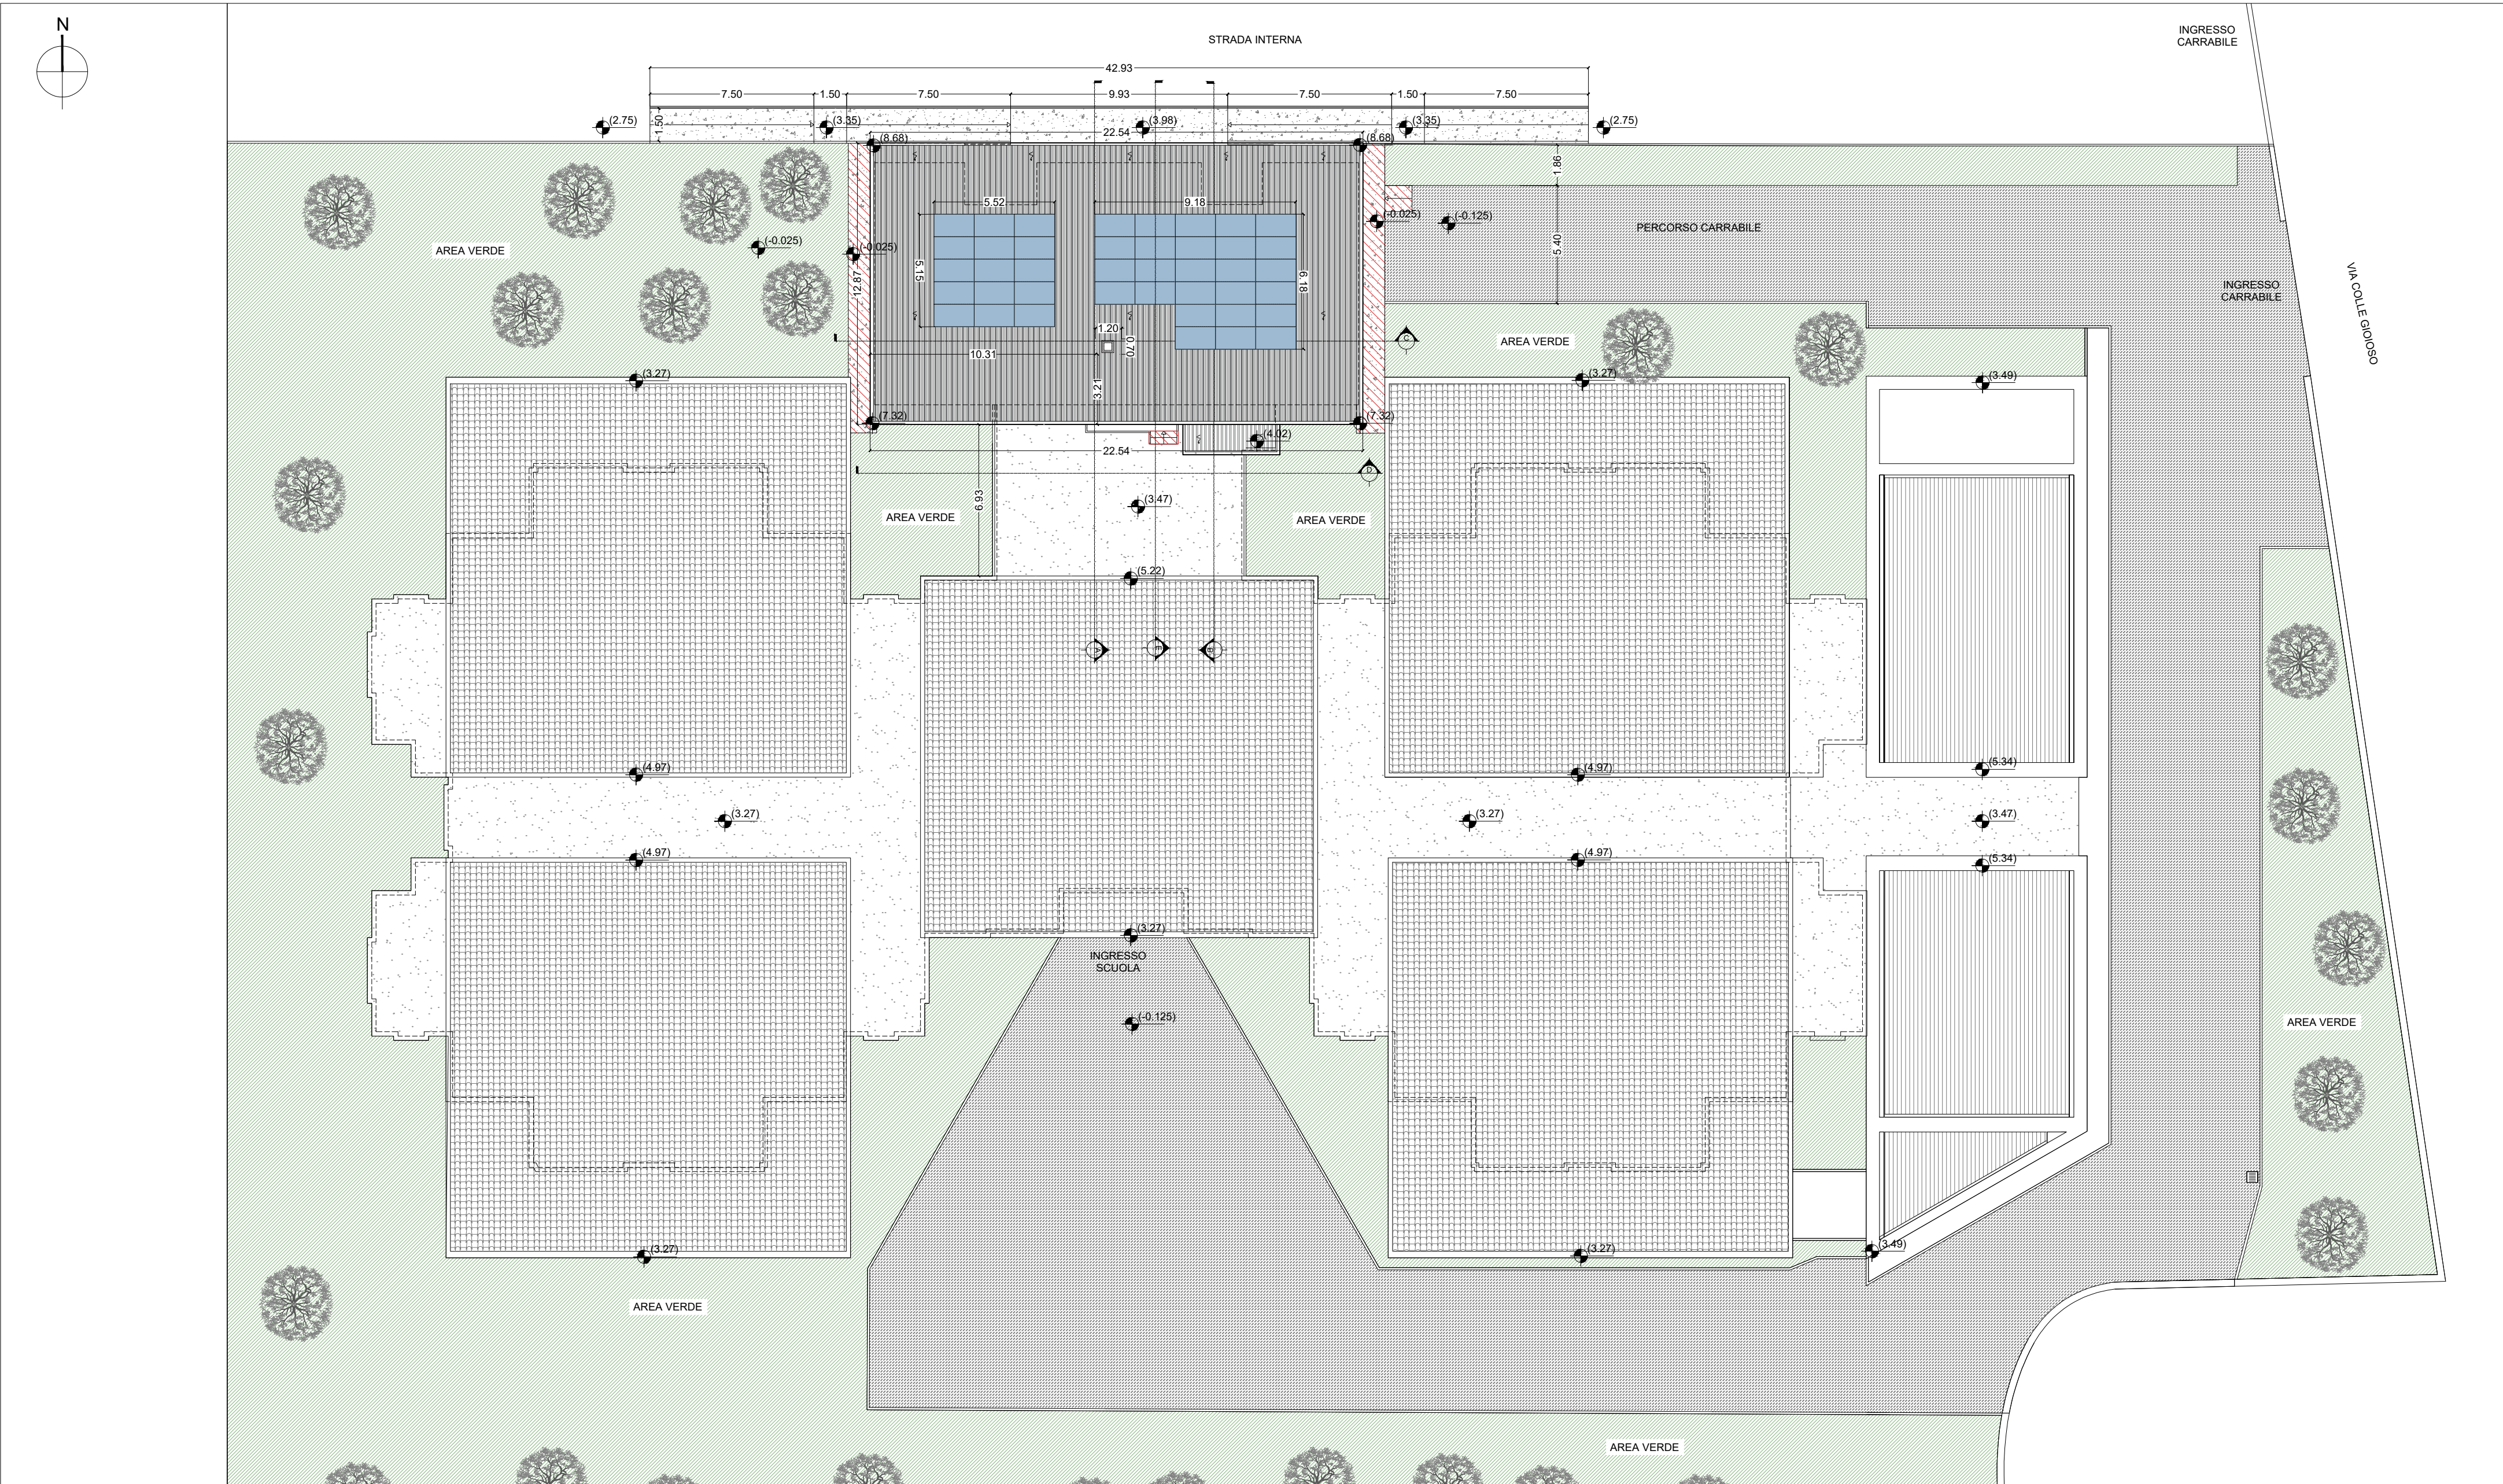 N
STRADA INTERNA
INGRESSO
CARRABILE
42.93
7.50
1.50
7.50
9.93
7.50
1.50
7.50
1.50
(2.75)
(3.35)
(3.98)
(3.35)
(2.75)
22.54
(8.68)
(8.68)
1.86
5.52
9.18
(-0.025)
(-0.125)
PERCORSO CARRABILE
AREA VERDE
(-0.025)
(-0.025)
5.40
12.87
5.15
6.18
INGRESSO
CARRABILE
VIA COLLE GIOIOSO
1.20
0.70
C
AREA VERDE
10.31
(3.27)
(3.27)
(3.49)
3.21
(7.32)
(7.32)
(4.02)
22.54
D
6.93
(3.47)
AREA VERDE
AREA VERDE
(5.22)
A
E
B
(4.97)
(4.97)
(5.34)
(3.27)
(3.27)
(3.47)
(4.97)
(4.97)
(5.34)
(3.27)
INGRESSO
SCUOLA
(-0.125)
AREA VERDE
(3.27)
(3.27)
(3.49)
AREA VERDE
AREA VERDE